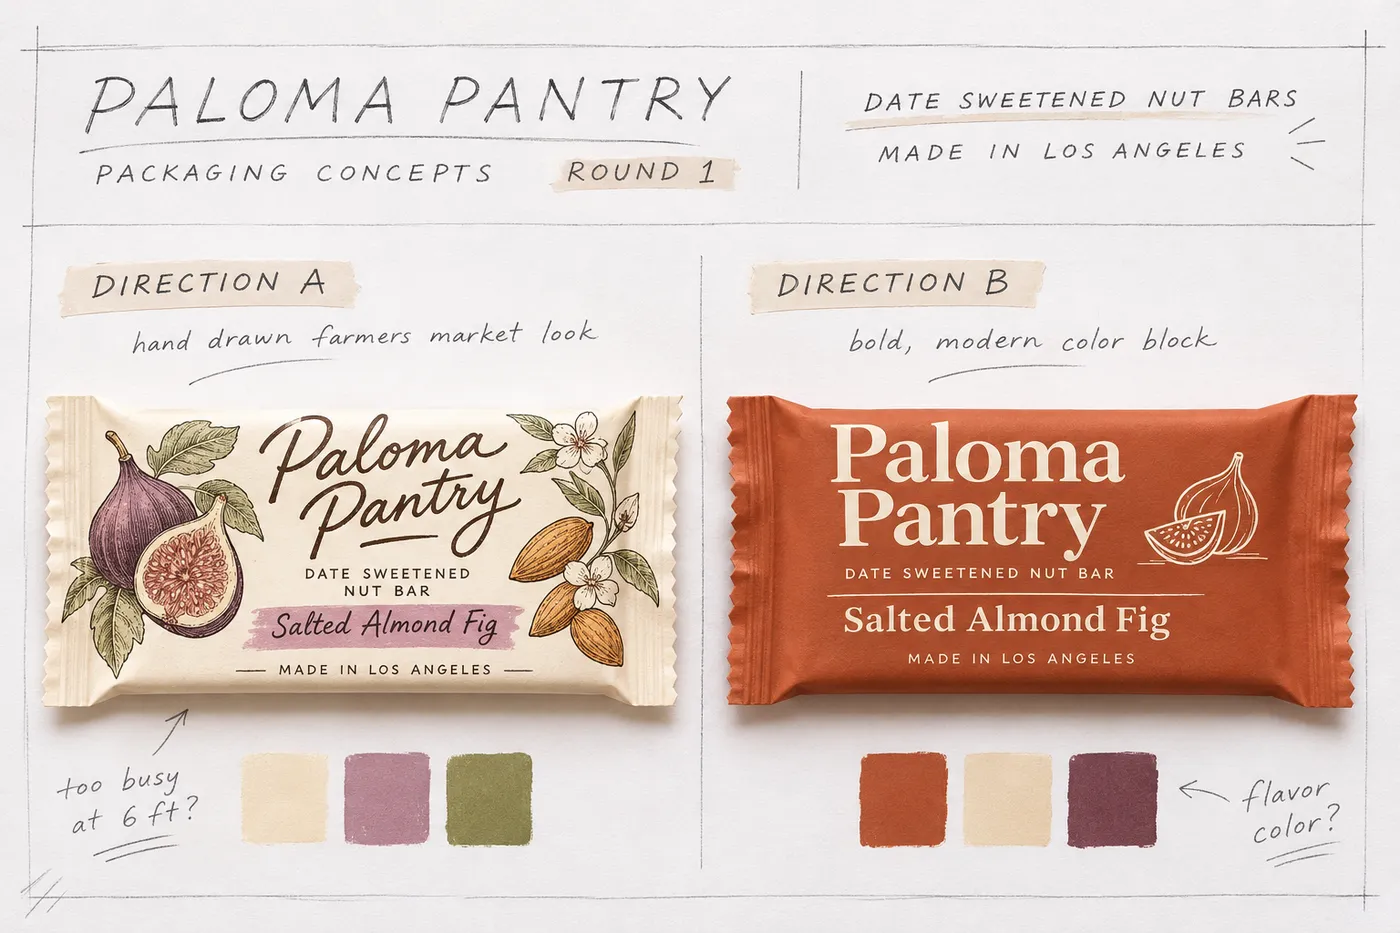 PALOMA PANTRY
PACKAGING CONCEPTS
ROUND 1
DATE SWEETENED NUT BARS
MADE IN LOS ANGELES
DIRECTION A
hand drawn farmers market look
Paloma
Pantry
DATE SWEETENED
NUT BAR
Salted Almond Fig
MADE IN LOS ANGELES
too busy
at 6 ft?
DIRECTION B
bold, modern color block
Paloma
Pantry
DATE SWEETENED NUT BAR
Salted Almond Fig
MADE IN LOS ANGELES
flavor
color?